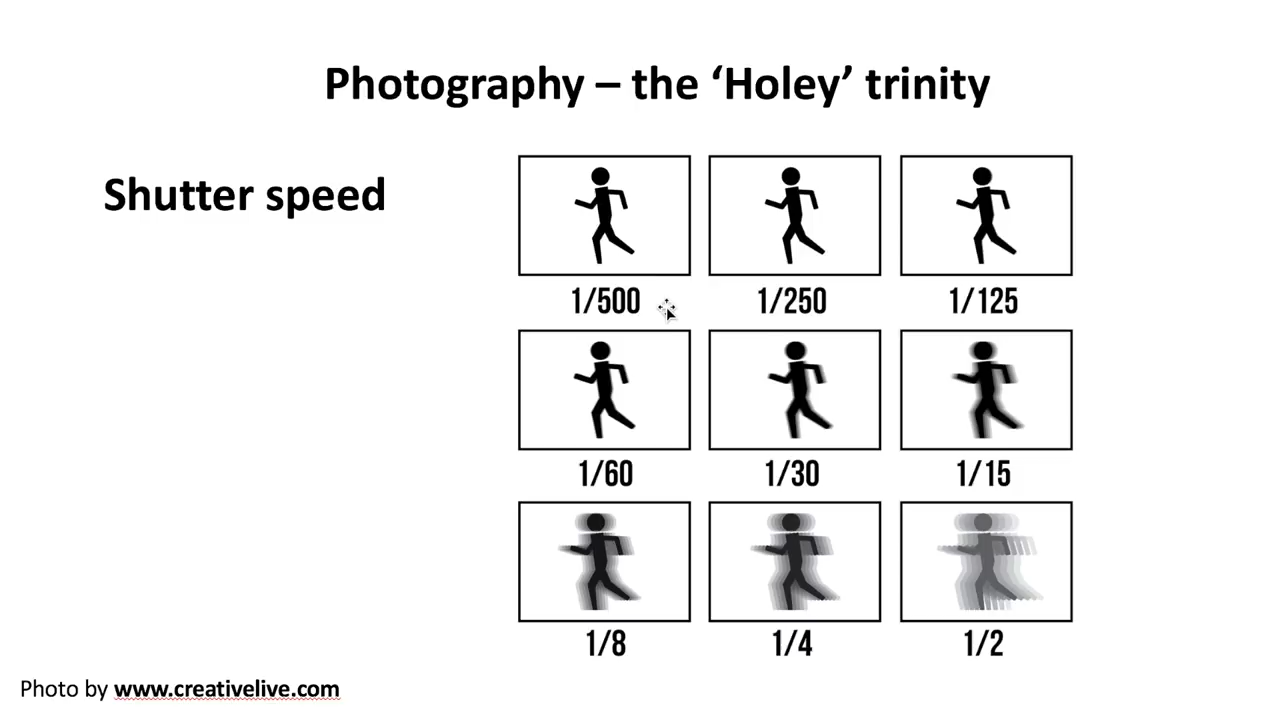 Photography – the ‘Holey’ trinity
Shutter speed
1/500 1/250 1/125
1/60 1/30 1/15
1/8 1/4 1/2
Photo by www.creativelive.com